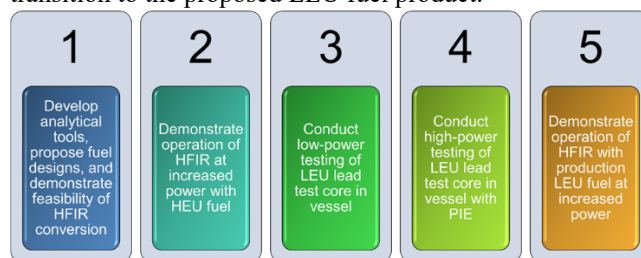 transition to the proposed LEU fuel product.
1
Develop
analytical
tools,
propose fuel
designs, and
demonstrate
feasibility of
HFIR
conversion
2
Demonstrate
operation of
HFIR at
increased
power with
HEU fuel
3
Conduct
low-power
testing of
LEU lead
test core in
vessel
4
Conduct
high-power
testing of
LEU lead
test core in
vessel with
PIE
5
Demonstrate
operation of
HFIR with
production
LEU fuel at
increased
power